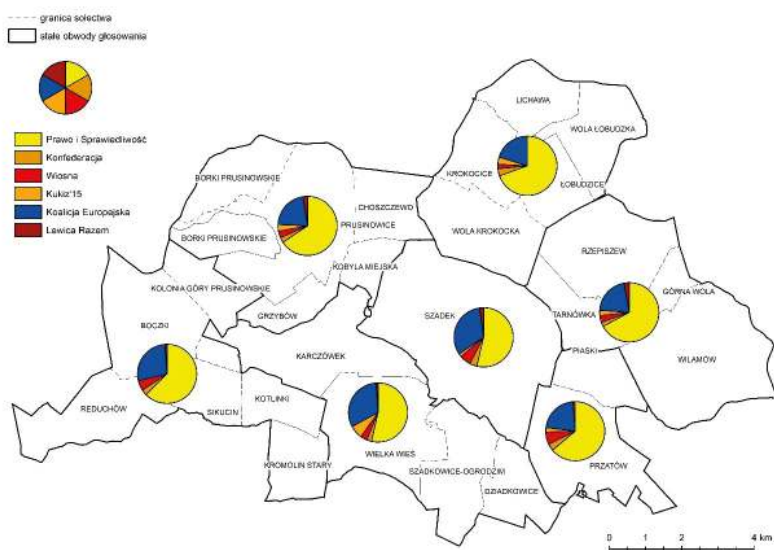 granica sołectwa
stałe obwody głosowania
Prawo i Sprawiedliwość
Konfederacja
Wiosna
Kukiz'15
Koalicja Europejska
Lewica Razem
LICHAWA
WOLA ŁOBUDZKA
KROKOCICE
ŁOBUDZICE
BORKI PRUSINOWSKIE
CHOSZCZEWO
PRUSINOWICE
WOLA KROKOCKA
BORKI PRUSINOWSKIE
RZEPISZEW
KOBYLA MIEJSKA
KOLONIA GÓRY PRUSINOWSKIE
GÓRNA WOLA
GRZYBÓW
SZADEK
TARNÓWKA
BOCZKI
PIASKI
KARCZÓWEK
WILAMÓW
REDUCHÓW
SIKUCIN
KOTLINKI
WIELKA WIEŚ
KROMOLIN STARY
SZADKOWICE-OGRODZIM
PRZATÓW
DZIADKOWICE
0 1 2 4 km